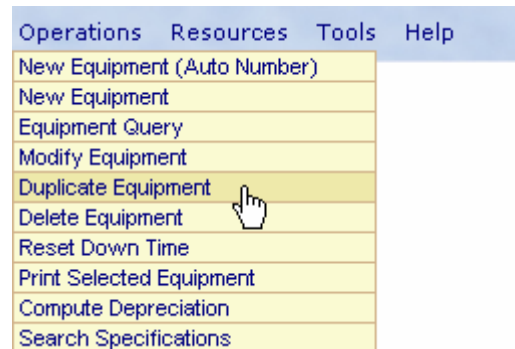 Operations Resources Tools Help
New Equipment (Auto Number)
New Equipment
Equipment Query
Modify Equipment
Duplicate Equipment
Delete Equipment
Reset Down Time
Print Selected Equipment
Compute Depreciation
Search Specifications